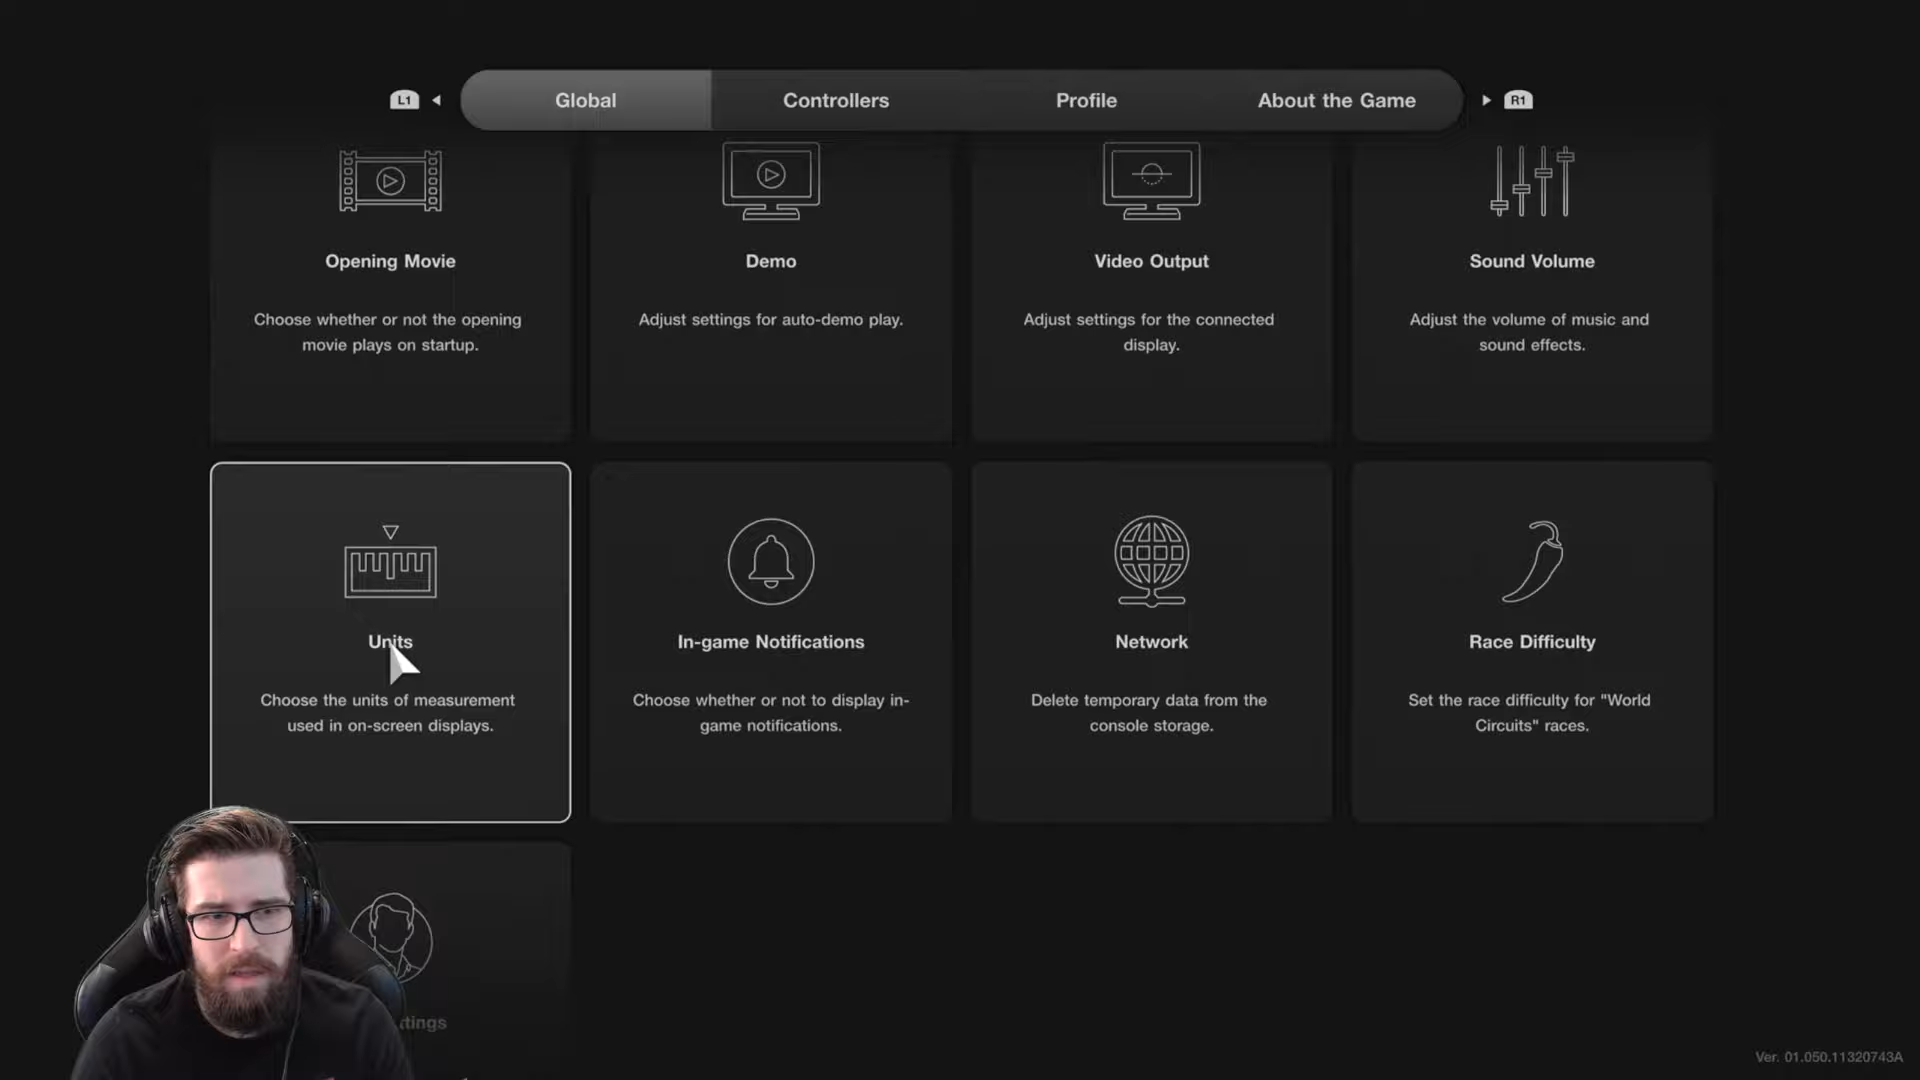 L1 Global Controllers Profile About the Game R1
Opening Movie Demo Video Output Sound Volume
Choose whether or not the opening
movie plays on startup.
Adjust settings for auto-demo play.
Adjust settings for the connected
display.
Adjust the volume of music and
sound effects.
Units In-game Notifications Network Race Difficulty
Choose the units of measurement
used in on-screen displays.
Choose whether or not to display in-
game notifications.
Delete temporary data from the
console storage.
Set the race difficulty for "World
Circuits" races.
ttings
Ver. 01.050.11320743A